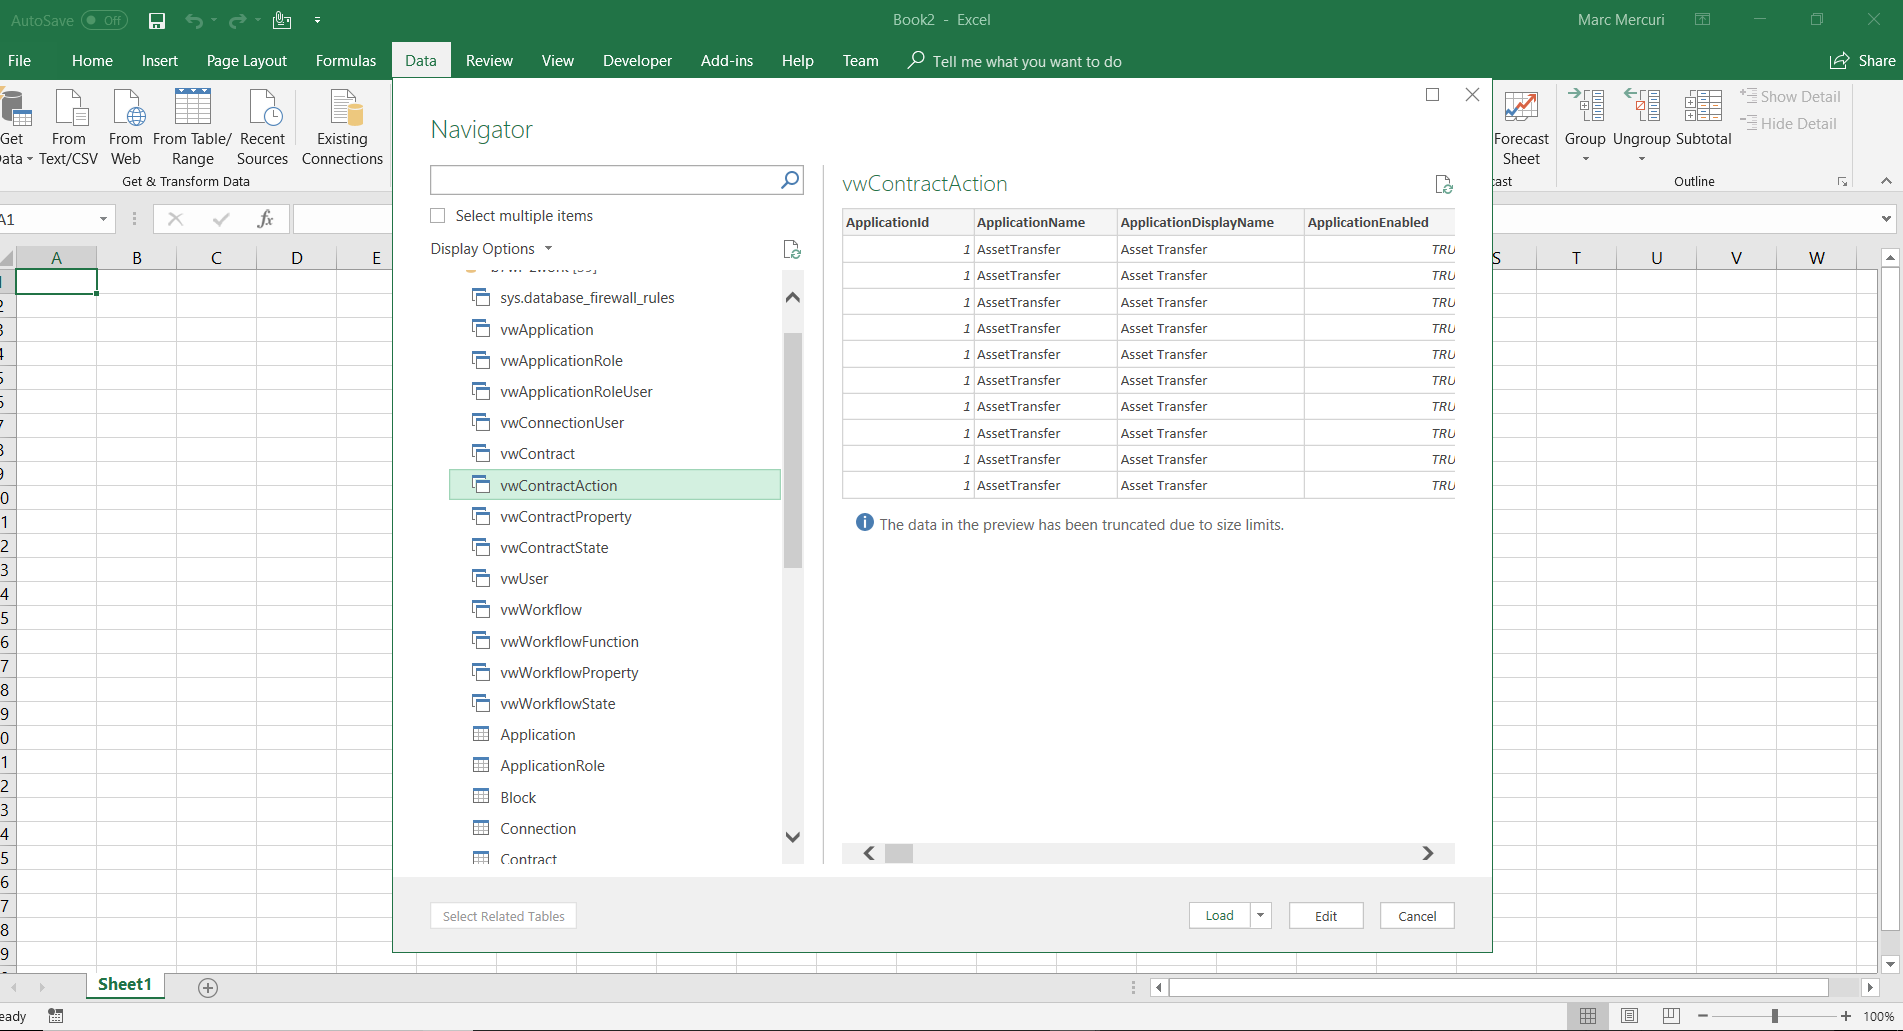 AutoSave Off
Book2 - Excel
Marc Mercuri
File Home Insert Page Layout Formulas Data Review View Developer Add-ins Help Team Tell me what you want to do Share
Get
ata
From
Text/CSV
From
Web
From Table/
Range
Recent
Sources
Existing
Connections
Get & Transform Data
Forecast
Sheet
cast
Group
Ungroup
Subtotal
Show Detail
Hide Detail
Outline
A1
fx
A B C D E S T U V W
Navigator
Select multiple items
Display Options
sys.database_firewall_rules
vwApplication
vwApplicationRole
vwApplicationRoleUser
vwConnectionUser
vwContract
vwContractAction
vwContractProperty
vwContractState
vwUser
vwWorkflow
vwWorkflowFunction
vwWorkflowProperty
vwWorkflowState
Application
ApplicationRole
Block
Connection
Contract
vwContractAction
ApplicationId ApplicationName ApplicationDisplayName ApplicationEnabled
1 AssetTransfer Asset Transfer TRU
1 AssetTransfer Asset Transfer TRU
1 AssetTransfer Asset Transfer TRU
1 AssetTransfer Asset Transfer TRU
1 AssetTransfer Asset Transfer TRU
1 AssetTransfer Asset Transfer TRU
1 AssetTransfer Asset Transfer TRU
1 AssetTransfer Asset Transfer TRU
1 AssetTransfer Asset Transfer TRU
1 AssetTransfer Asset Transfer TRU
The data in the preview has been truncated due to size limits.
Select Related Tables
Load
Edit
Cancel
Sheet1
eady
100%